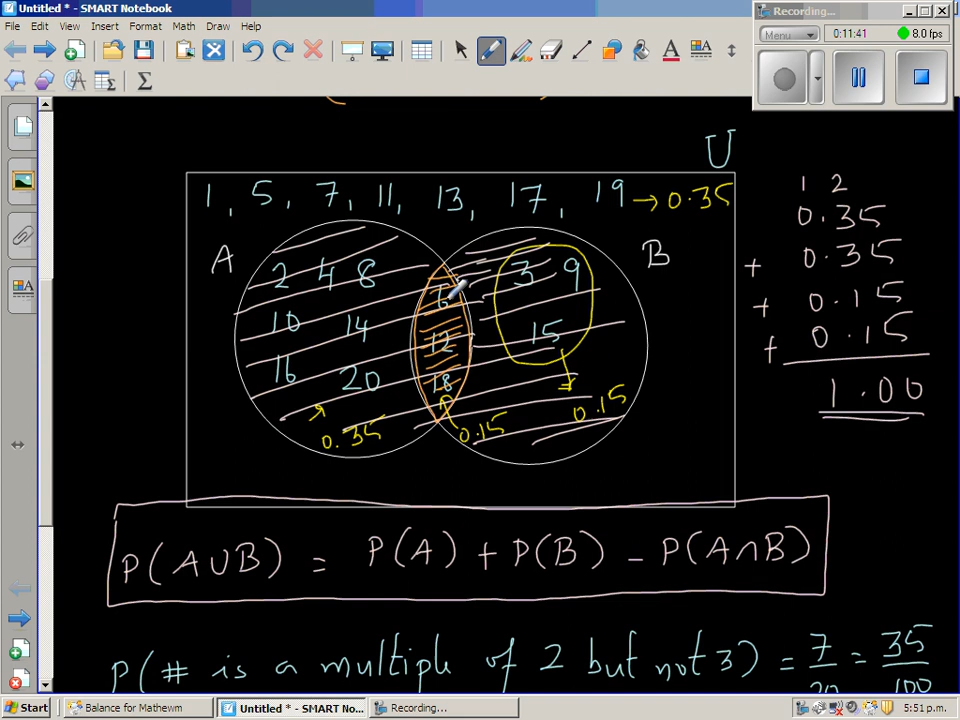 Untitled * - SMART Notebook
Recording...
File Edit View Insert Format Math Draw Help
Menu 0:11:41 8.0 fps
U
1, 5, 7, 11, 13, 17, 19 → 0.35
1 2
0.35
A 2 4 8 6 3 9 B
+ 0.35
10 14 12 15
+ 0.15
16 20 18
+ 0.15
0.35 0.15 0.15
1.00
P(A∪B) = P(A) + P(B) - P(A∩B)
P(# is a multiple of 2 but not 3) = 7/20 = 35/100
Start Balance for Mathewm Untitled * - SMART No... Recording... 5:51 p.m.